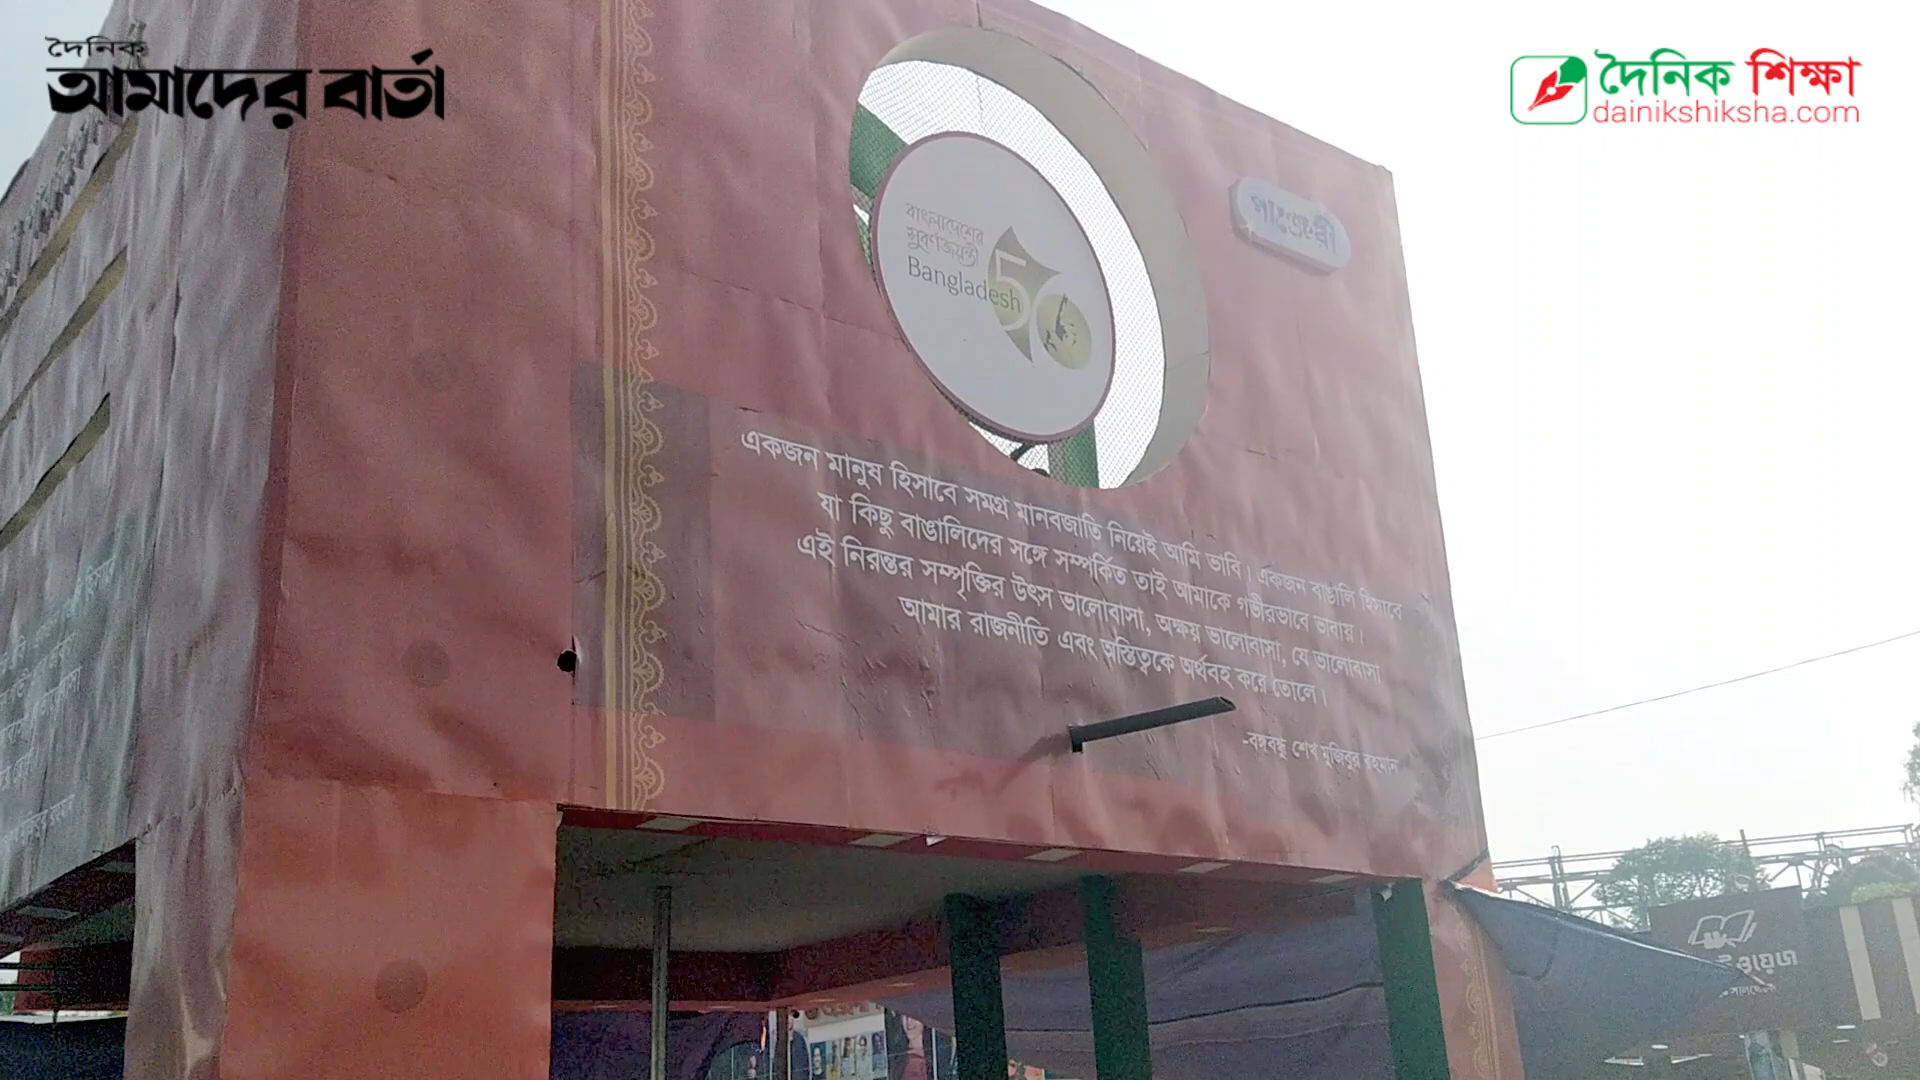 দৈনিক
আমাদের বার্তা
দৈনিক শিক্ষা
dainikshiksha.com
বাংলাদেশের
সুবর্ণজয়ন্তী
Bangladesh
50
পাঞ্জেরী
একজন মানুষ হিসাবে সমগ্র মানবজাতি নিয়েই আমি ভাবি। একজন বাঙালি হিসাবে
যা কিছু বাঙালিদের সঙ্গে সম্পর্কিত তাই আমাকে গভীরভাবে ভাবায়।
এই নিরন্তর সম্পৃক্তির উৎস ভালোবাসা, অক্ষয় ভালোবাসা, যে ভালোবাসা
আমার রাজনীতি এবং অস্তিত্বকে অর্থবহ করে তোলে।
-বঙ্গবন্ধু শেখ মুজিবুর রহমান